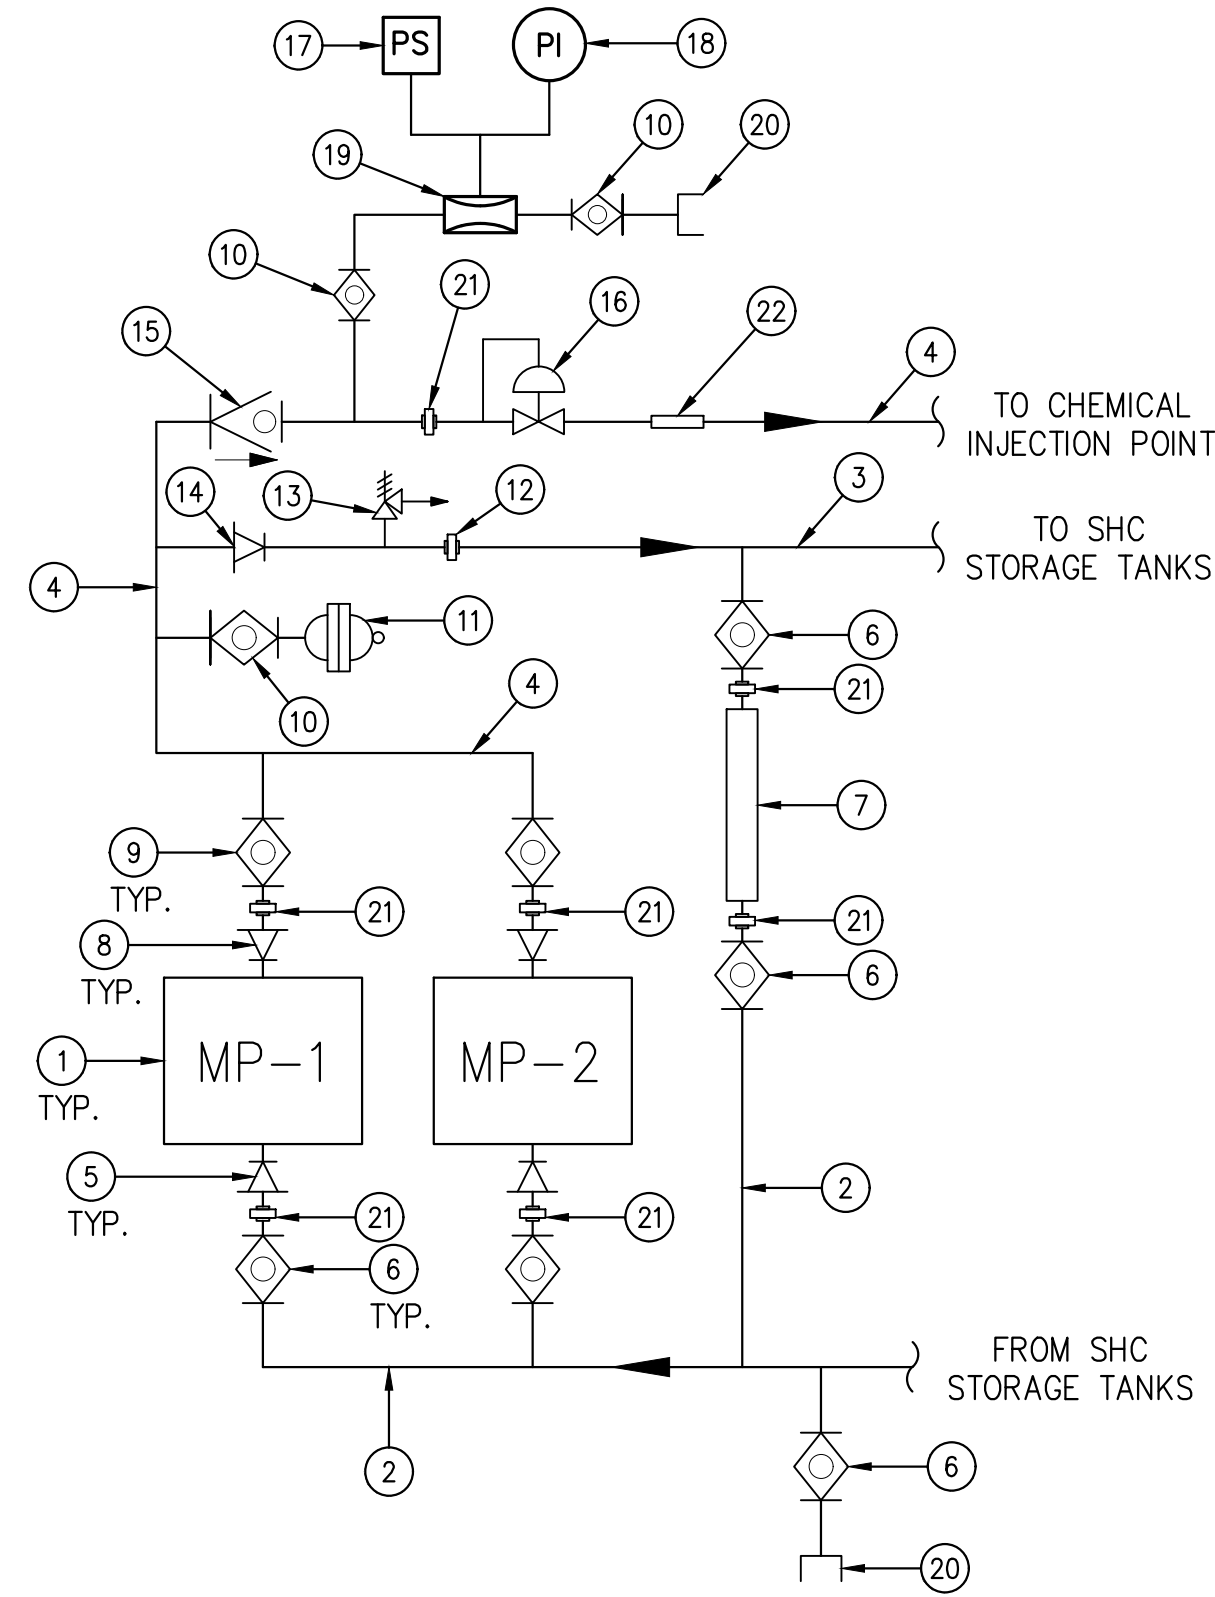 17
PS
PI
18
10
20
19
10
21
16
22
15
4
TO CHEMICAL
INJECTION POINT
14
13
12
3
TO SHC
STORAGE TANKS
4
11
6
10
4
21
7
9
TYP.
21
21
21
8
TYP.
6
MP-1
MP-2
1
TYP.
5
TYP.
21
21
2
6
TYP.
FROM SHC
STORAGE TANKS
2
6
20